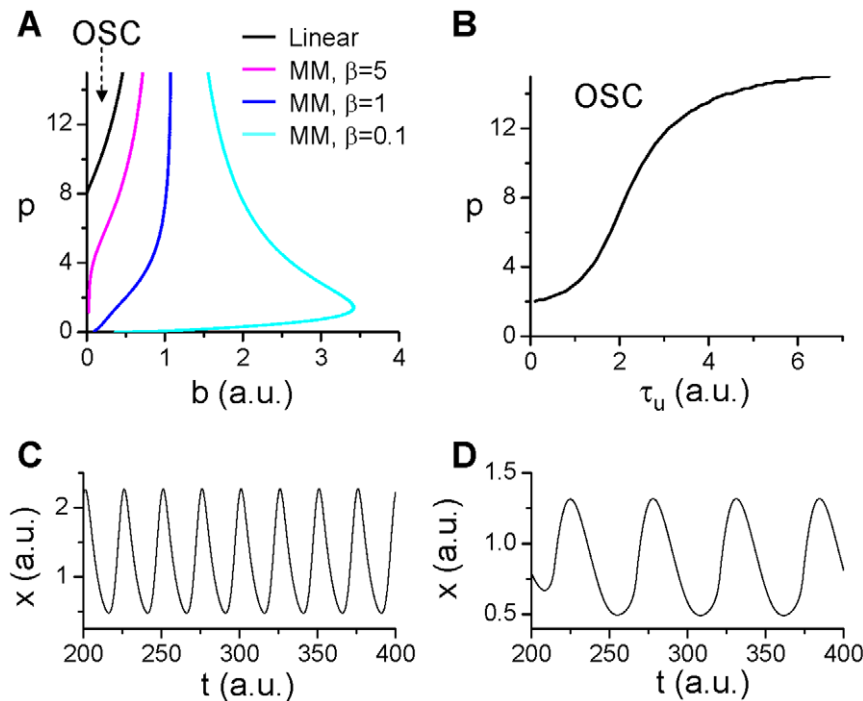 A
OSC
Linear
MM, β=5
MM, β=1
MM, β=0.1
p
12
8
4
0
0 1 2 3 4
b (a.u.)
B
OSC
p
12
8
4
0
0 2 4 6
τu (a.u.)
C
x (a.u.)
2
1
200 250 300 350 400
t (a.u.)
D
x (a.u.)
1.5
1.0
0.5
200 250 300 350 400
t (a.u.)